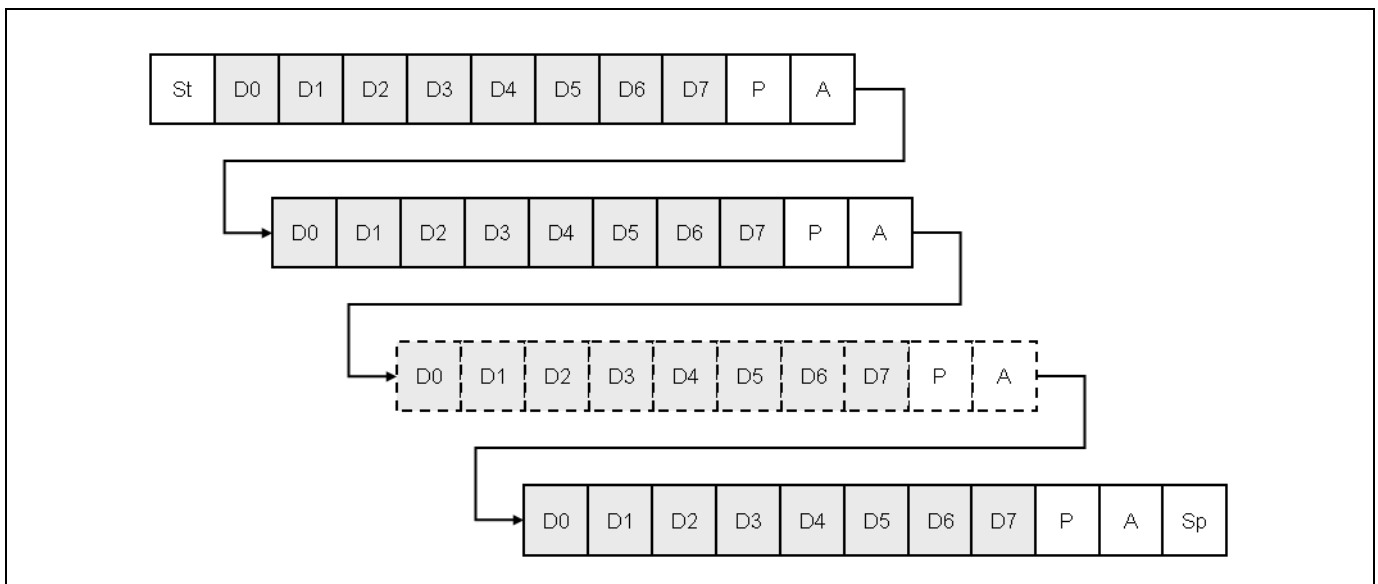 St D0 D1 D2 D3 D4 D5 D6 D7 P A
D0 D1 D2 D3 D4 D5 D6 D7 P A
D0 D1 D2 D3 D4 D5 D6 D7 P A
D0 D1 D2 D3 D4 D5 D6 D7 P A Sp